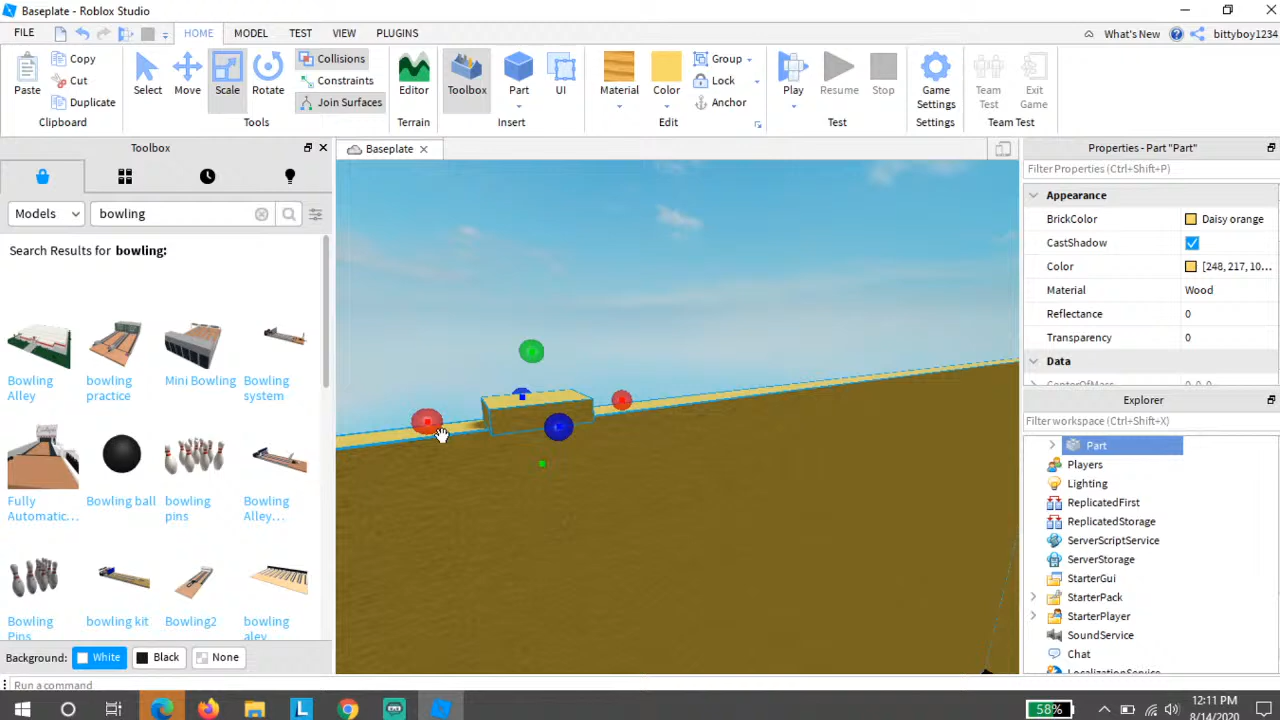 Baseplate - Roblox Studio
FILE HOME MODEL TEST VIEW PLUGINS What's New bittyboy1234
Paste Copy Cut Duplicate Clipboard
Select Move Scale Rotate Collisions Constraints Join Surfaces Tools
Editor Terrain
Toolbox Part UI Insert
Material Color Group Lock Anchor Edit
Play Resume Stop Test
Game Settings Settings
Team Test Exit Game Team Test
Toolbox
Models bowling
Search Results for bowling:
Bowling Alley
bowling practice
Mini Bowling
Bowling system
Fully Automatic...
Bowling ball
bowling pins
Bowling Alley...
Bowling Pins
bowling kit
Bowling2
bowling aley
Background: White Black None
Baseplate
Properties - Part "Part"
Filter Properties (Ctrl+Shift+P)
Appearance
BrickColor Daisy orange
CastShadow
Color [248, 217, 10...
Material Wood
Reflectance 0
Transparency 0
Data
Explorer
Filter workspace (Ctrl+Shift+X)
Part
Players
Lighting
ReplicatedFirst
ReplicatedStorage
ServerScriptService
ServerStorage
StarterGui
StarterPack
StarterPlayer
SoundService
Chat
LocalizationService
Run a command
L
58%
12:11 PM
8/14/2020